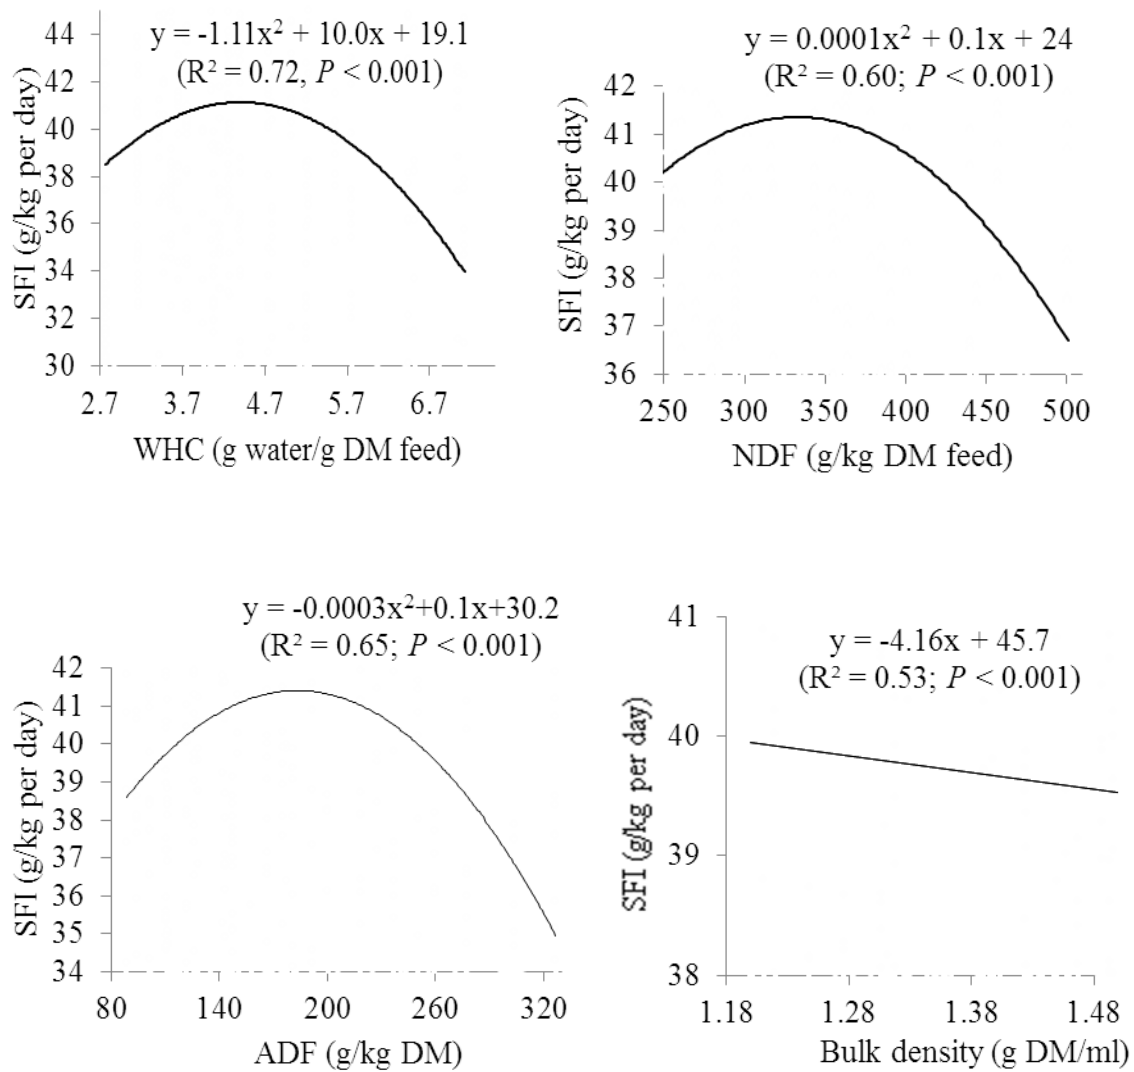 y = -1.11x² + 10.0x + 19.1
(R² = 0.72, P < 0.001)
44
42
40
38
36
34
32
30
SFI (g/kg per day)
2.7 3.7 4.7 5.7 6.7
WHC (g water/g DM feed)
y = 0.0001x² + 0.1x + 24
(R² = 0.60; P < 0.001)
42
41
40
39
38
37
36
SFI (g/kg per day)
250 300 350 400 450 500
NDF (g/kg DM feed)
y = -0.0003x²+0.1x+30.2
(R² = 0.65; P < 0.001)
42
41
40
39
38
37
36
35
34
SFI (g/kg per day)
80 140 200 260 320
ADF (g/kg DM)
y = -4.16x + 45.7
(R² = 0.53; P < 0.001)
41
40
39
38
SFI (g/kg per day)
1.18 1.28 1.38 1.48
Bulk density (g DM/ml)